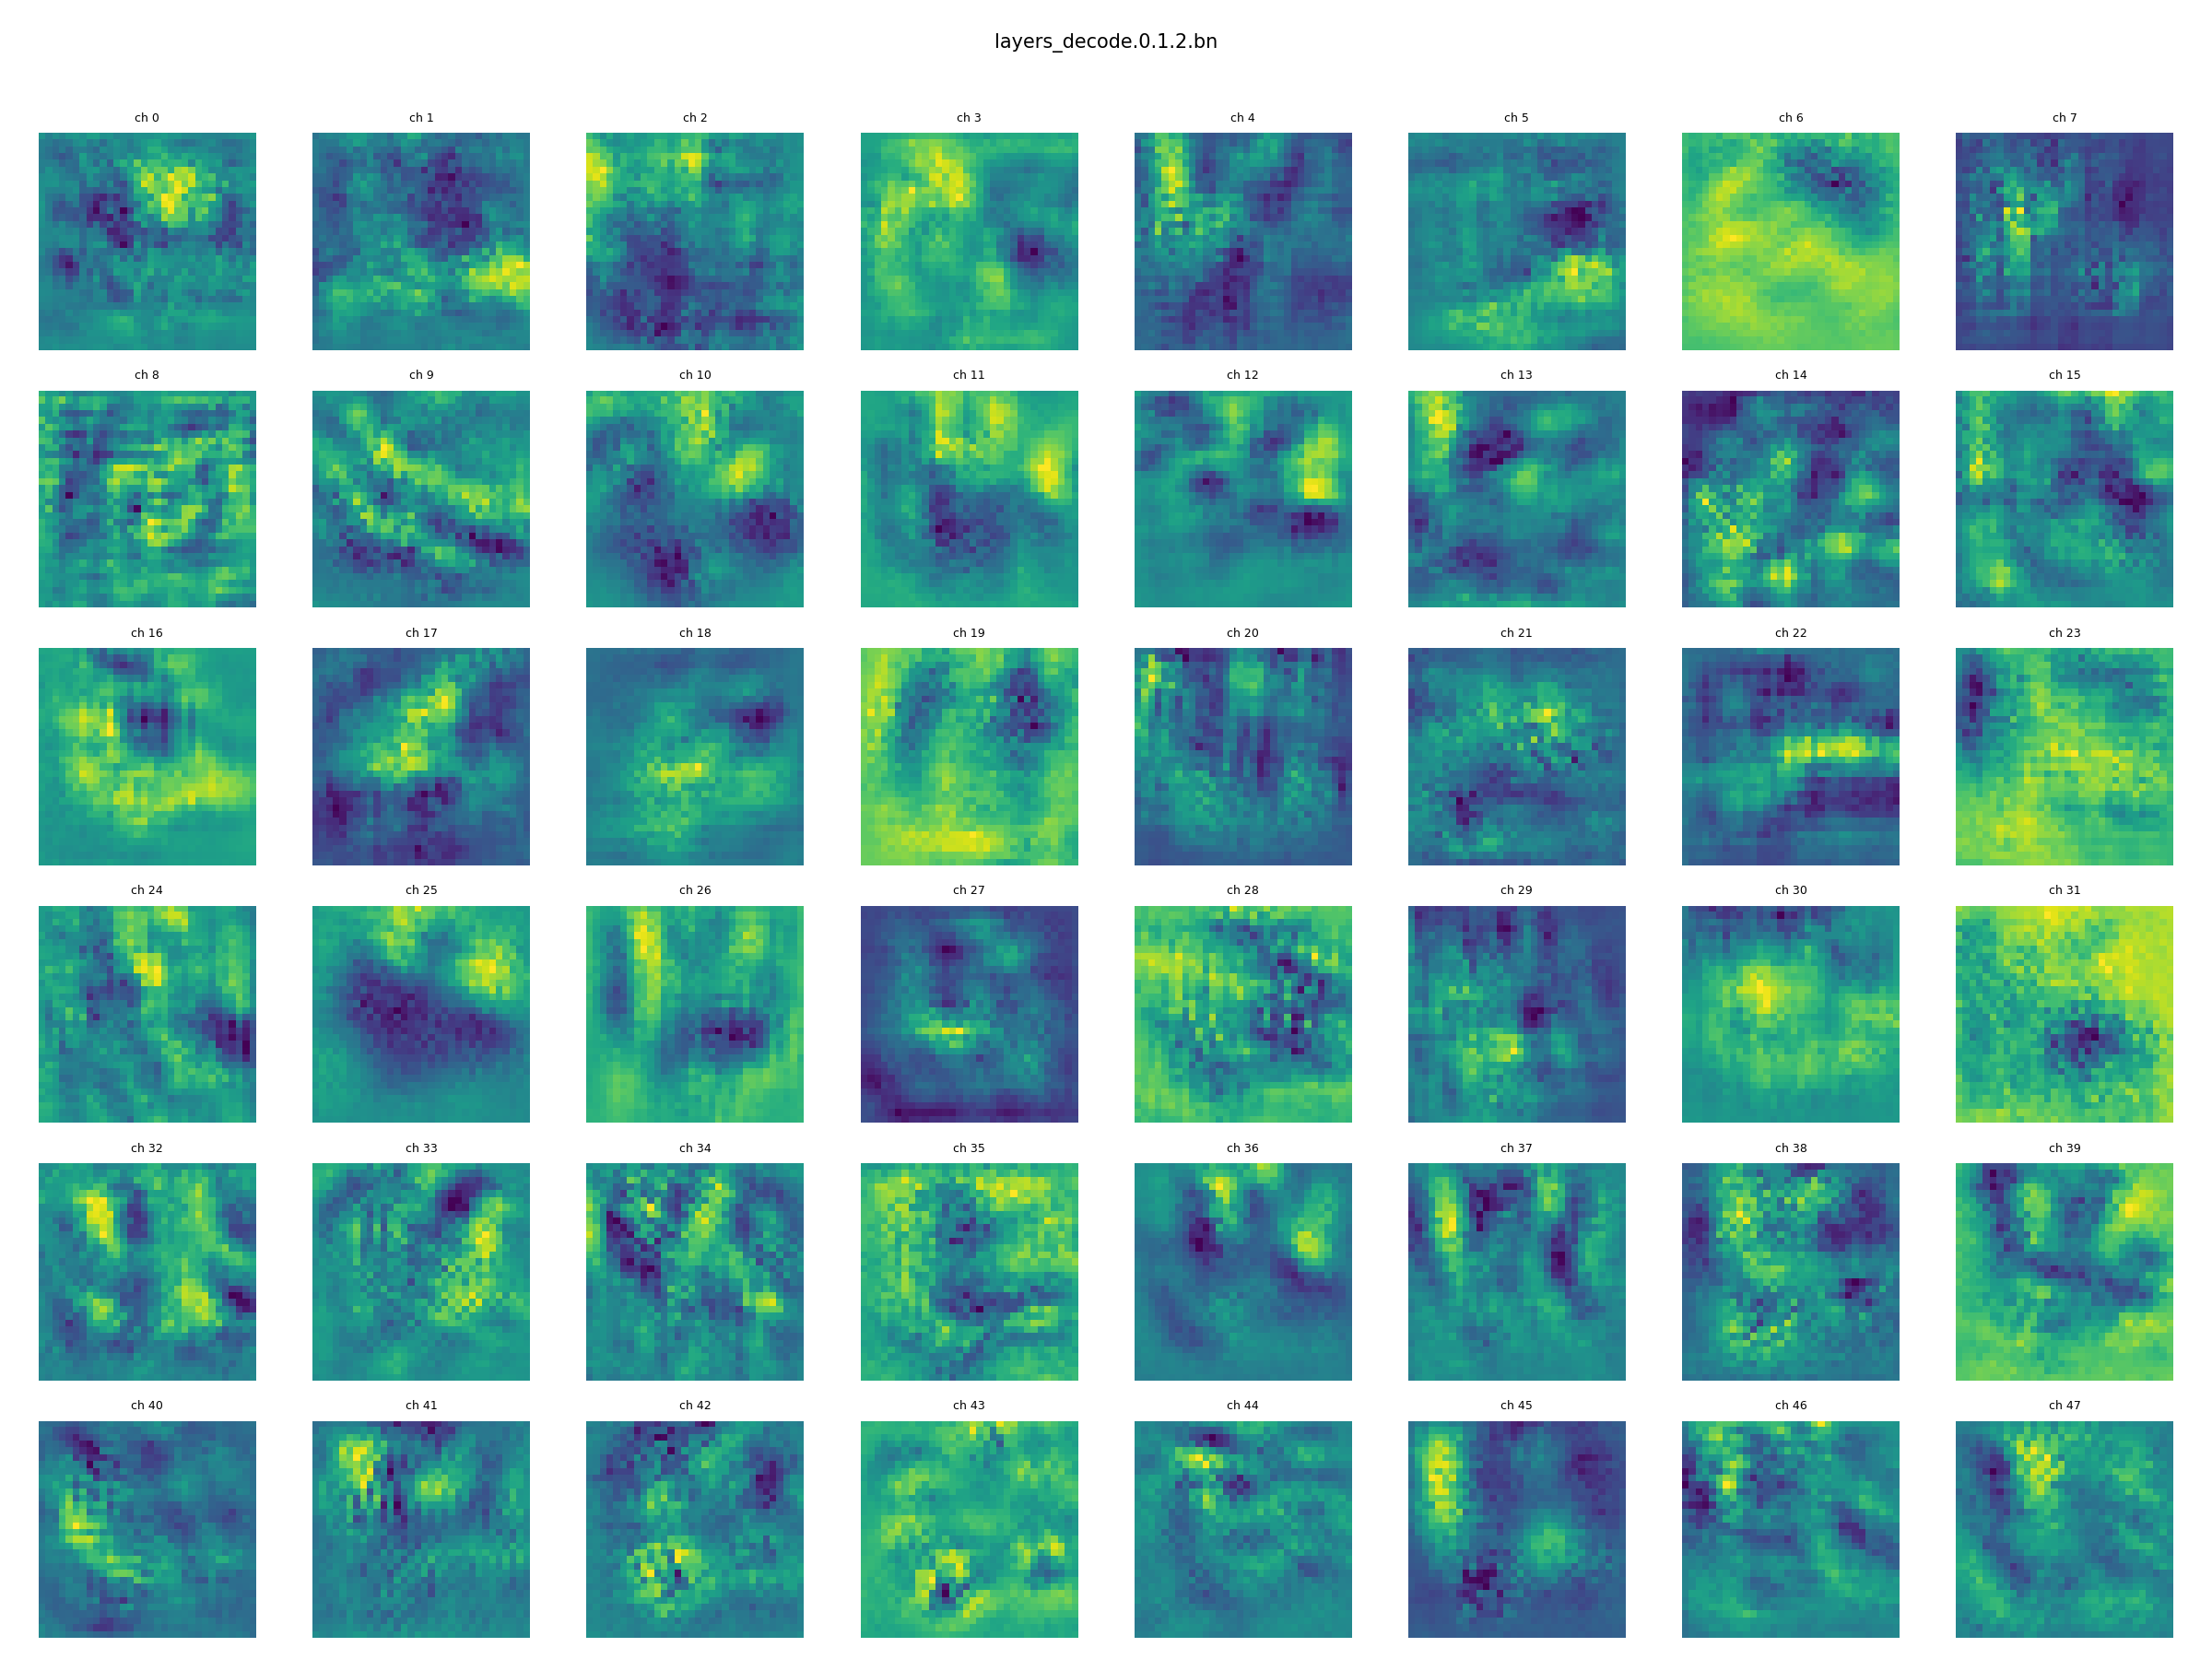 layers_decode.0.1.2.bn
ch 0 ch 1 ch 2 ch 3 ch 4 ch 5 ch 6 ch 7
ch 8 ch 9 ch 10 ch 11 ch 12 ch 13 ch 14 ch 15
ch 16 ch 17 ch 18 ch 19 ch 20 ch 21 ch 22 ch 23
ch 24 ch 25 ch 26 ch 27 ch 28 ch 29 ch 30 ch 31
ch 32 ch 33 ch 34 ch 35 ch 36 ch 37 ch 38 ch 39
ch 40 ch 41 ch 42 ch 43 ch 44 ch 45 ch 46 ch 47